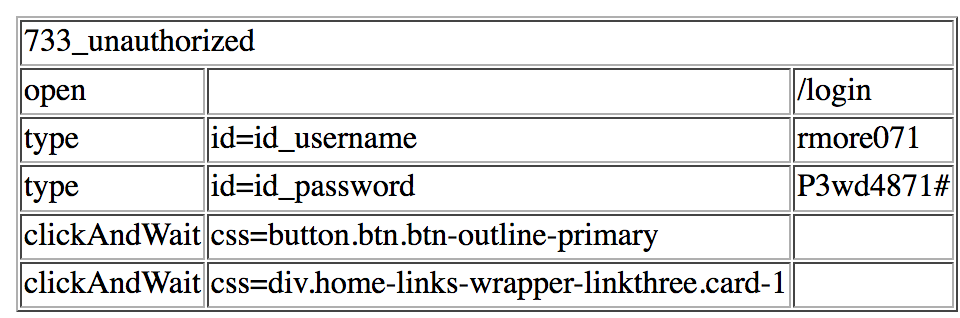 733_unauthorized
open /login
type id=id_username rmore071
type id=id_password P3wd4871#
clickAndWait css=button.btn.btn-outline-primary
clickAndWait css=div.home-links-wrapper-linkthree.card-1